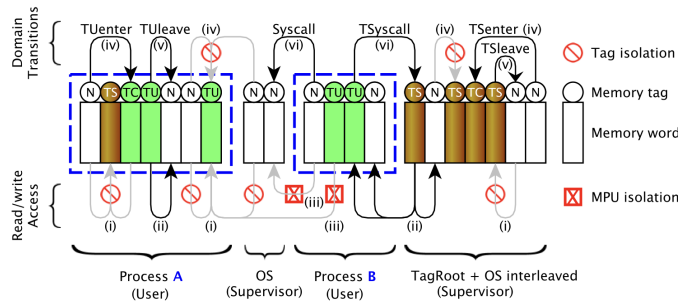 Domain
Transitions
TUenter
TUleave
(iv)
Syscall
TSyscall
(iv)
TSenter (iv)
(iv)
(v)
(vi)
(vi)
TSleave
(v)
Tag isolation
N TS TC TU N N TU N N N TU TU N TS N TS TC TS N N
Memory tag
Memory word
Read/write
Access
MPU isolation
(i)
(ii)
(i)
(iii)
(iii)
(ii)
(i)
Process A
(User)
OS
(Supervisor)
Process B
(User)
TagRoot + OS interleaved
(Supervisor)